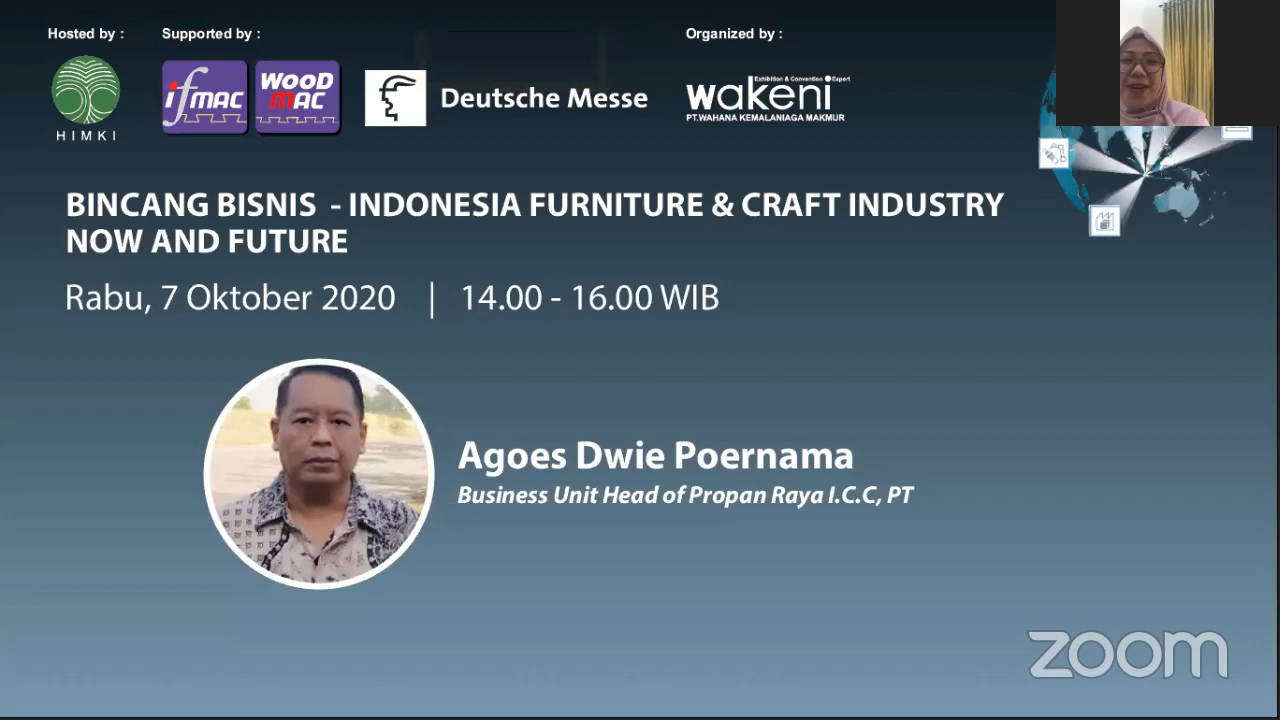 Hosted by :
Supported by :
Organized by :
HIMKI
ifmac
WOOD
mAC
Deutsche Messe
Exhibition & Convention Expert
wakeni
PT.WAHANA KEMALANIAGA MAKMUR
BINCANG BISNIS - INDONESIA FURNITURE & CRAFT INDUSTRY
NOW AND FUTURE
Rabu, 7 Oktober 2020 | 14.00 - 16.00 WIB
Agoes Dwie Poernama
Business Unit Head of Propan Raya I.C.C, PT
zoom